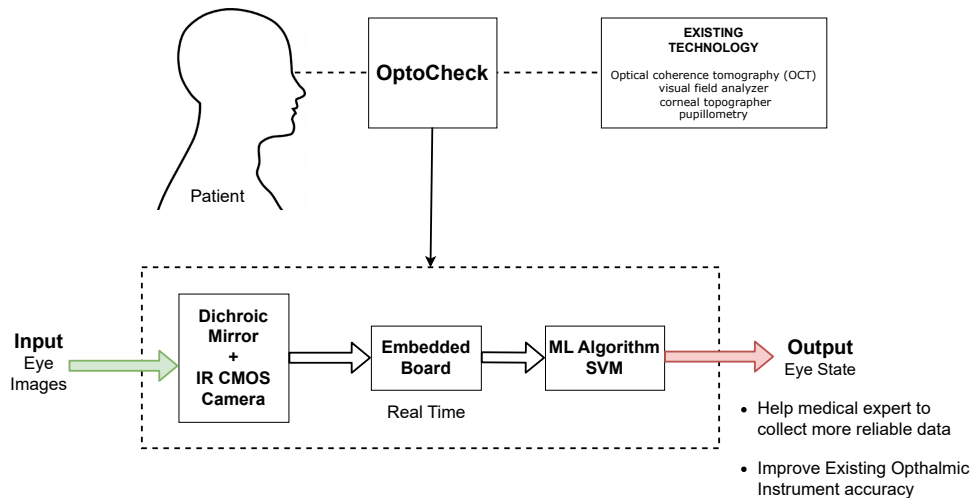 EXISTING
TECHNOLOGY
OptoCheck
Optical coherence tomography (OCT)
visual field analyzer
corneal topographer
pupillometry
Patient
Input
Eye
Images
Dichroic
Mirror
+
IR CMOS
Camera
Embedded
Board
Real Time
ML Algorithm
SVM
Output
Eye State
• Help medical expert to
collect more reliable data
• Improve Existing Opthalmic
Instrument accuracy